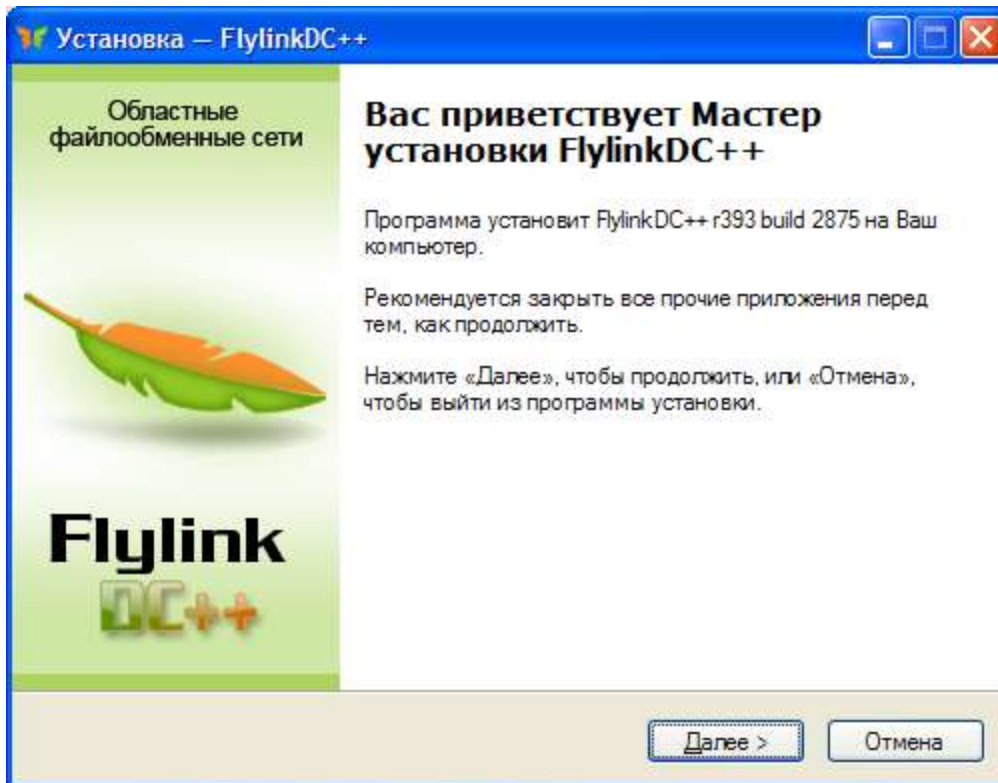 Установка — FlylinkDC++
Областные
файлообменные сети
Вас приветствует Мастер
установки FlylinkDC++
Программа установит FlylinkDC++ r393 build 2875 на Ваш
компьютер.
Рекомендуется закрыть все прочие приложения перед
тем, как продолжить.
Нажмите «Далее», чтобы продолжить, или «Отмена»,
чтобы выйти из программы установки.
Flylink
DC++
Далее >
Отмена